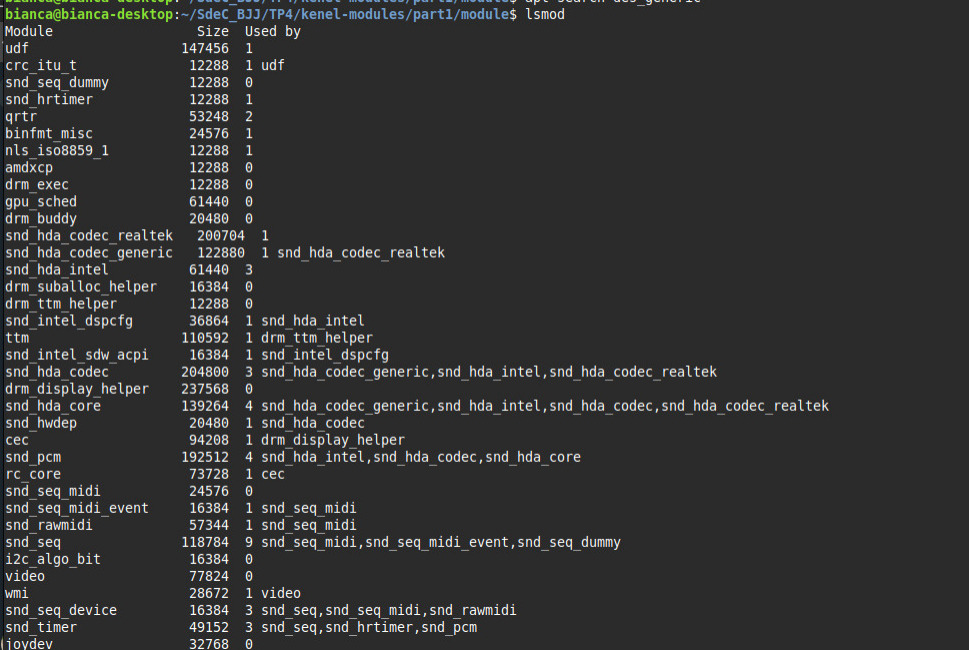 bianca@bianca-desktop:~/SdeC_BJJ/TP4/kenel-modules/part1/module$ apt search des_generic
bianca@bianca-desktop:~/SdeC_BJJ/TP4/kenel-modules/part1/module$ lsmod
Module                  Size  Used by
udf                   147456  1
crc_itu_t              12288  1 udf
snd_seq_dummy          12288  0
snd_hrtimer            12288  1
qrtr                   53248  2
binfmt_misc            24576  1
nls_iso8859_1          12288  1
amdxcp                 12288  0
drm_exec               12288  0
gpu_sched              61440  0
drm_buddy              20480  0
snd_hda_codec_realtek   200704  1
snd_hda_codec_generic   122880  1 snd_hda_codec_realtek
snd_hda_intel          61440  3
drm_suballoc_helper    16384  0
drm_ttm_helper         12288  0
snd_intel_dspcfg       36864  1 snd_hda_intel
ttm                   110592  1 drm_ttm_helper
snd_intel_sdw_acpi     16384  1 snd_intel_dspcfg
snd_hda_codec         204800  3 snd_hda_codec_generic,snd_hda_intel,snd_hda_codec_realtek
drm_display_helper    237568  0
snd_hda_core          139264  4 snd_hda_codec_generic,snd_hda_intel,snd_hda_codec,snd_hda_codec_realtek
snd_hwdep              20480  1 snd_hda_codec
cec                    94208  1 drm_display_helper
snd_pcm               192512  4 snd_hda_intel,snd_hda_codec,snd_hda_core
rc_core                73728  1 cec
snd_seq_midi           24576  0
snd_seq_midi_event     16384  1 snd_seq_midi
snd_rawmidi            57344  1 snd_seq_midi
snd_seq               118784  9 snd_seq_midi,snd_seq_midi_event,snd_seq_dummy
i2c_algo_bit           16384  0
video                  77824  0
wmi                    28672  1 video
snd_seq_device         16384  3 snd_seq,snd_seq_midi,snd_rawmidi
snd_timer              49152  3 snd_seq,snd_hrtimer,snd_pcm
joydev                 32768  0